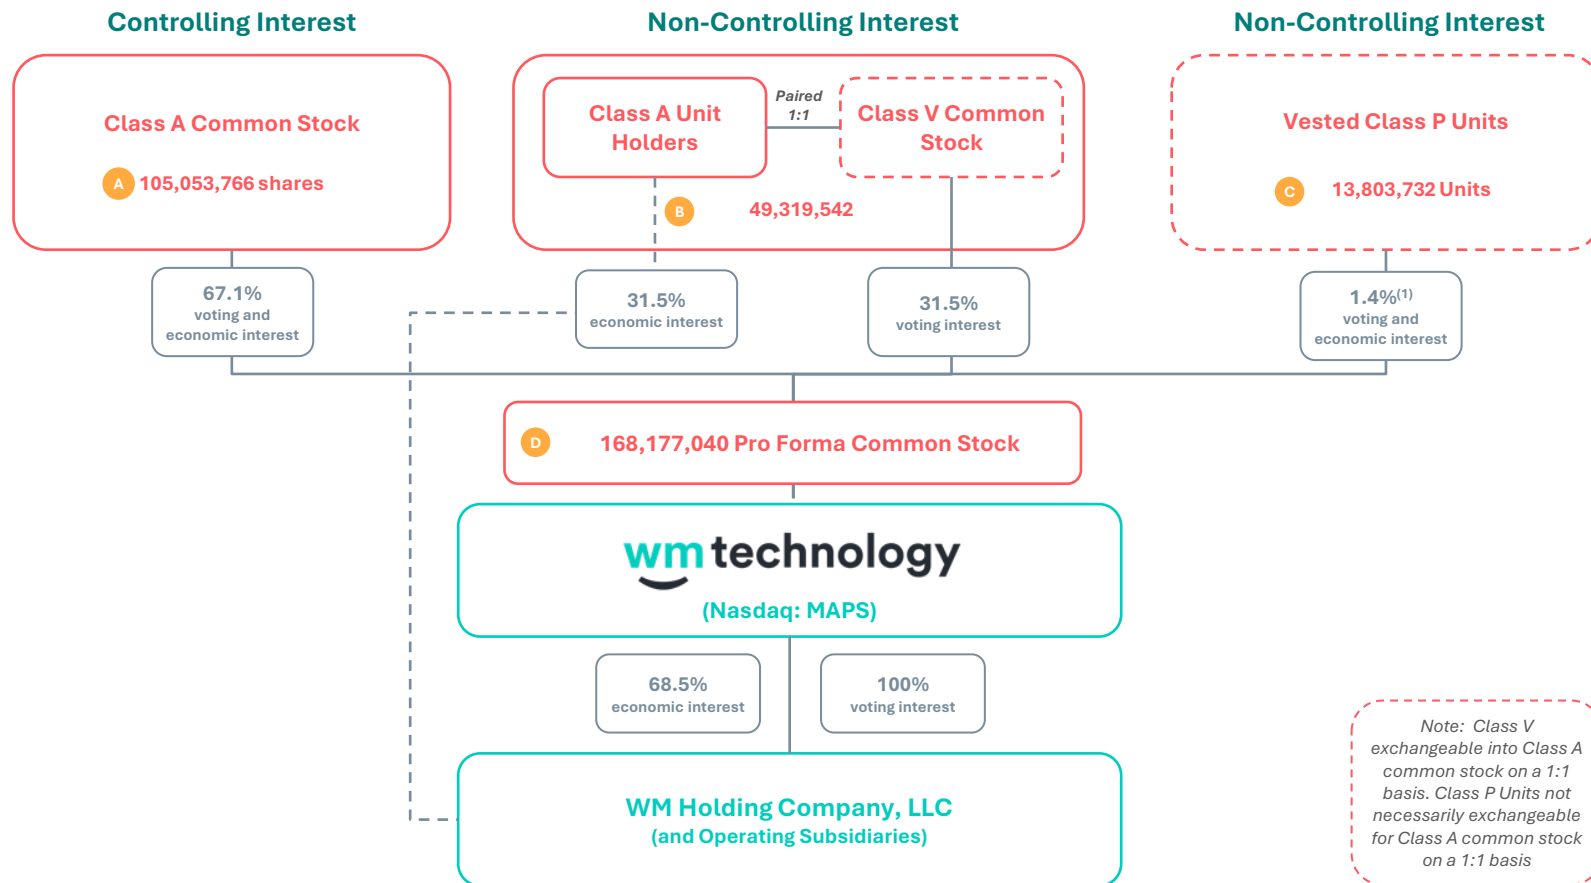 Controlling Interest
Non-Controlling Interest
Non-Controlling Interest
Class A Common Stock
A 105,053,766 shares
Class A Unit
Holders
Paired
1:1
Class V Common
Stock
B 49,319,542
Vested Class P Units
C 13,803,732 Units
67.1%
voting and
economic interest
31.5%
economic interest
31.5%
voting interest
1.4%(1)
voting and
economic interest
D 168,177,040 Pro Forma Common Stock
wm technology
(Nasdaq: MAPS)
68.5%
economic interest
100%
voting interest
WM Holding Company, LLC
(and Operating Subsidiaries)
Note: Class V
exchangeable into Class A
common stock on a 1:1
basis. Class P Units not
necessarily exchangeable
for Class A common stock
on a 1:1 basis